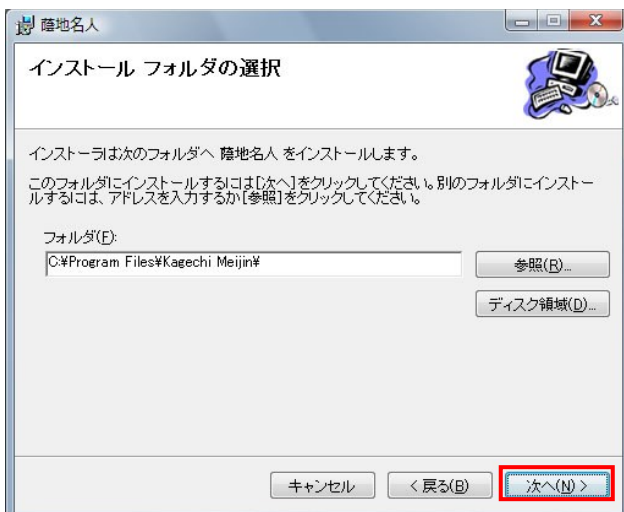 蔭地名人
インストール フォルダの選択
インストーラは次のフォルダへ 蔭地名人 をインストールします。
このフォルダにインストールするには[次へ]をクリックしてください。別のフォルダにインストー
ルするには、アドレスを入力するか[参照]をクリックしてください。
フォルダ(F):
C:¥Program Files¥Kagechi Meijin¥
参照(R)...
ディスク領域(D)...
キャンセル
< 戻る(B)
次へ(N) >